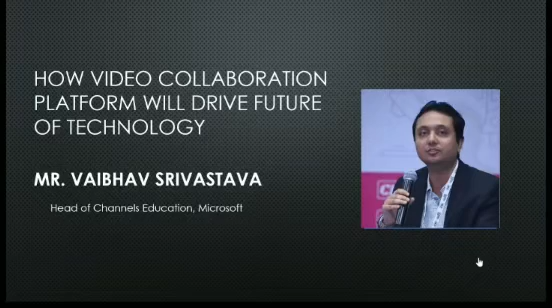 HOW VIDEO COLLABORATION
PLATFORM WILL DRIVE FUTURE
OF TECHNOLOGY
MR. VAIBHAV SRIVASTAVA
Head of Channels Education, Microsoft